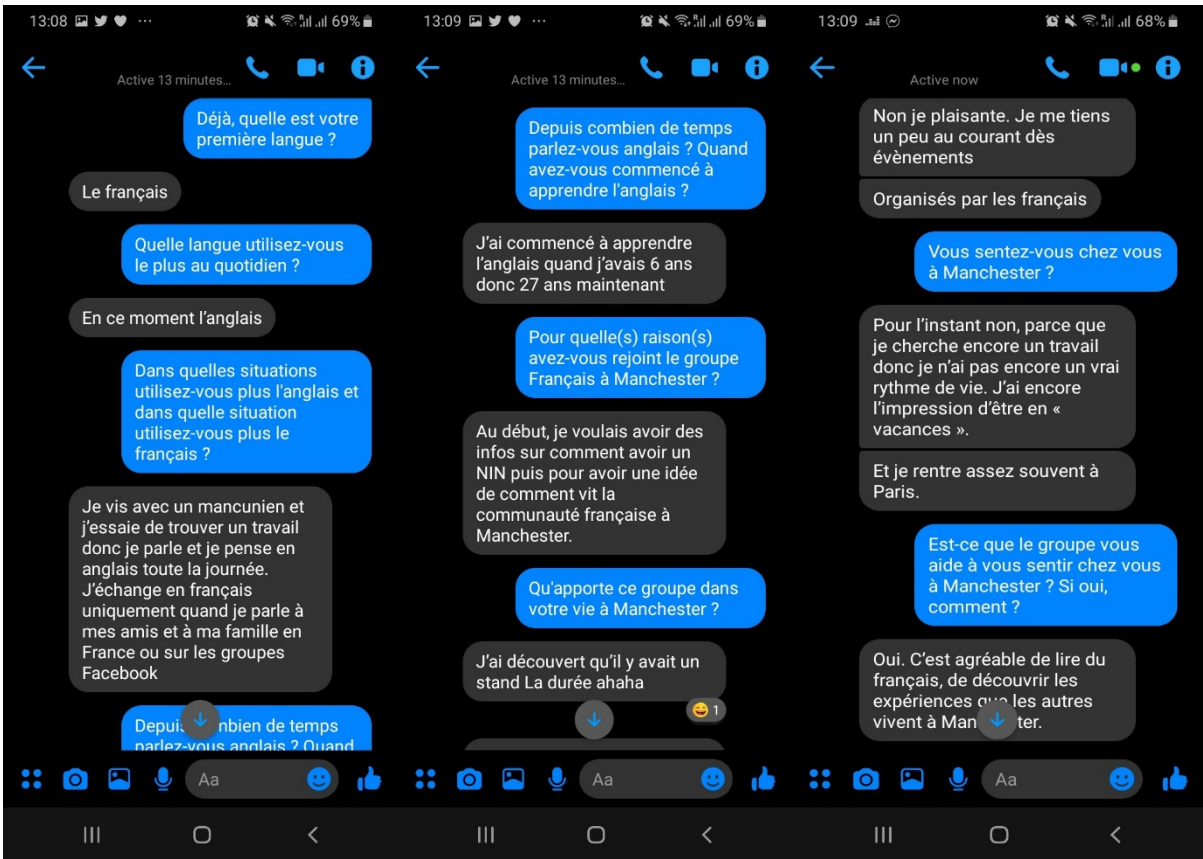 13:08
69%
Active 13 minutes...
Déjà, quelle est votre
première langue ?
Le français
Quelle langue utilisez-vous
le plus au quotidien ?
En ce moment l'anglais
Dans quelles situations
utilisez-vous plus l'anglais et
dans quelle situation
utilisez-vous plus le
français ?
Je vis avec un mancunien et
j'essaie de trouver un travail
donc je parle et je pense en
anglais toute la journée.
J'échange en français
uniquement quand je parle à
mes amis et à ma famille en
France ou sur les groupes
Facebook
Depuis combien de temps
parlez-vous anglais ? Quand
Aa
13:09
69%
Active 13 minutes...
Depuis combien de temps
parlez-vous anglais ? Quand
avez-vous commencé à
apprendre l'anglais ?
J'ai commencé à apprendre
l'anglais quand j'avais 6 ans
donc 27 ans maintenant
Pour quelle(s) raison(s)
avez-vous rejoint le groupe
Français à Manchester ?
Au début, je voulais avoir des
infos sur comment avoir un
NIN puis pour avoir une idée
de comment vit la
communauté française à
Manchester.
Qu'apporte ce groupe dans
votre vie à Manchester ?
J'ai découvert qu'il y avait un
stand La durée ahaha
1
Aa
13:09
68%
Active now
Non je plaisante. Je me tiens
un peu au courant dès
évènements
Organisés par les français
Vous sentez-vous chez vous
à Manchester ?
Pour l'instant non, parce que
je cherche encore un travail
donc je n'ai pas encore un vrai
rythme de vie. J'ai encore
l'impression d'être en «
vacances ».
Et je rentre assez souvent à
Paris.
Est-ce que le groupe vous
aide à vous sentir chez vous
à Manchester ? Si oui,
comment ?
Oui. C'est agréable de lire du
français, de découvrir les
expériences que les autres
vivent à Manchester.
Aa